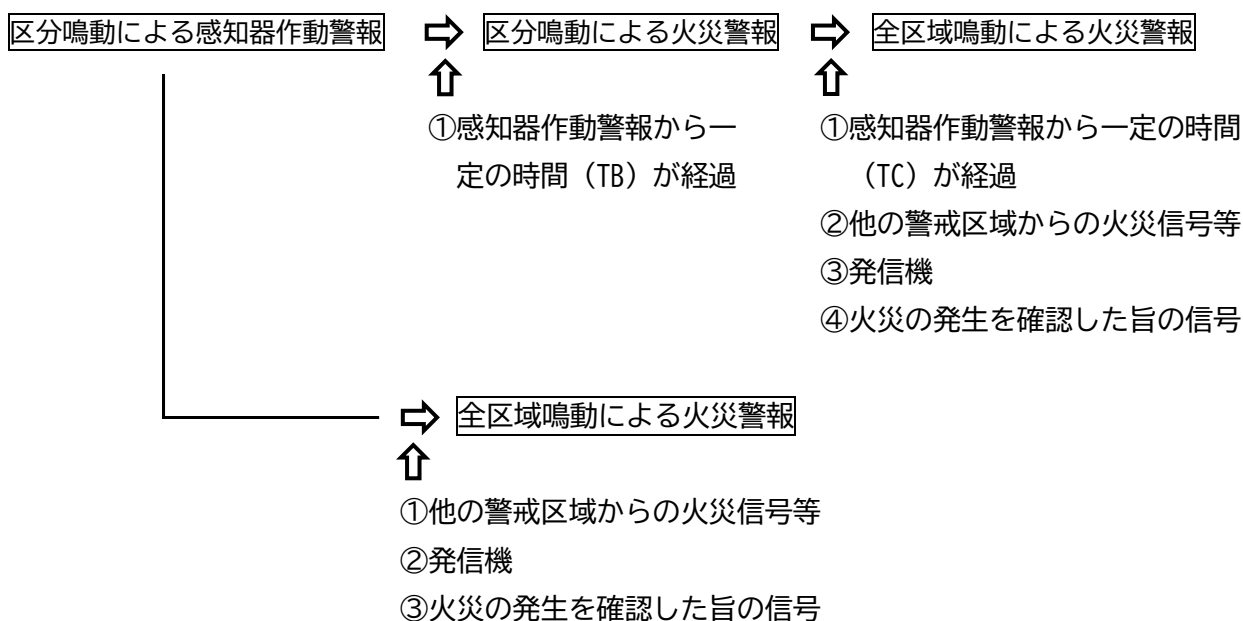 区分鳴動による感知器作動警報
区分鳴動による火災警報
全区域鳴動による火災警報
①感知器作動警報から一
定の時間（TB）が経過
①感知器作動警報から一定の時間
（TC）が経過
②他の警戒区域からの火災信号等
③発信機
④火災の発生を確認した旨の信号
全区域鳴動による火災警報
①他の警戒区域からの火災信号等
②発信機
③火災の発生を確認した旨の信号